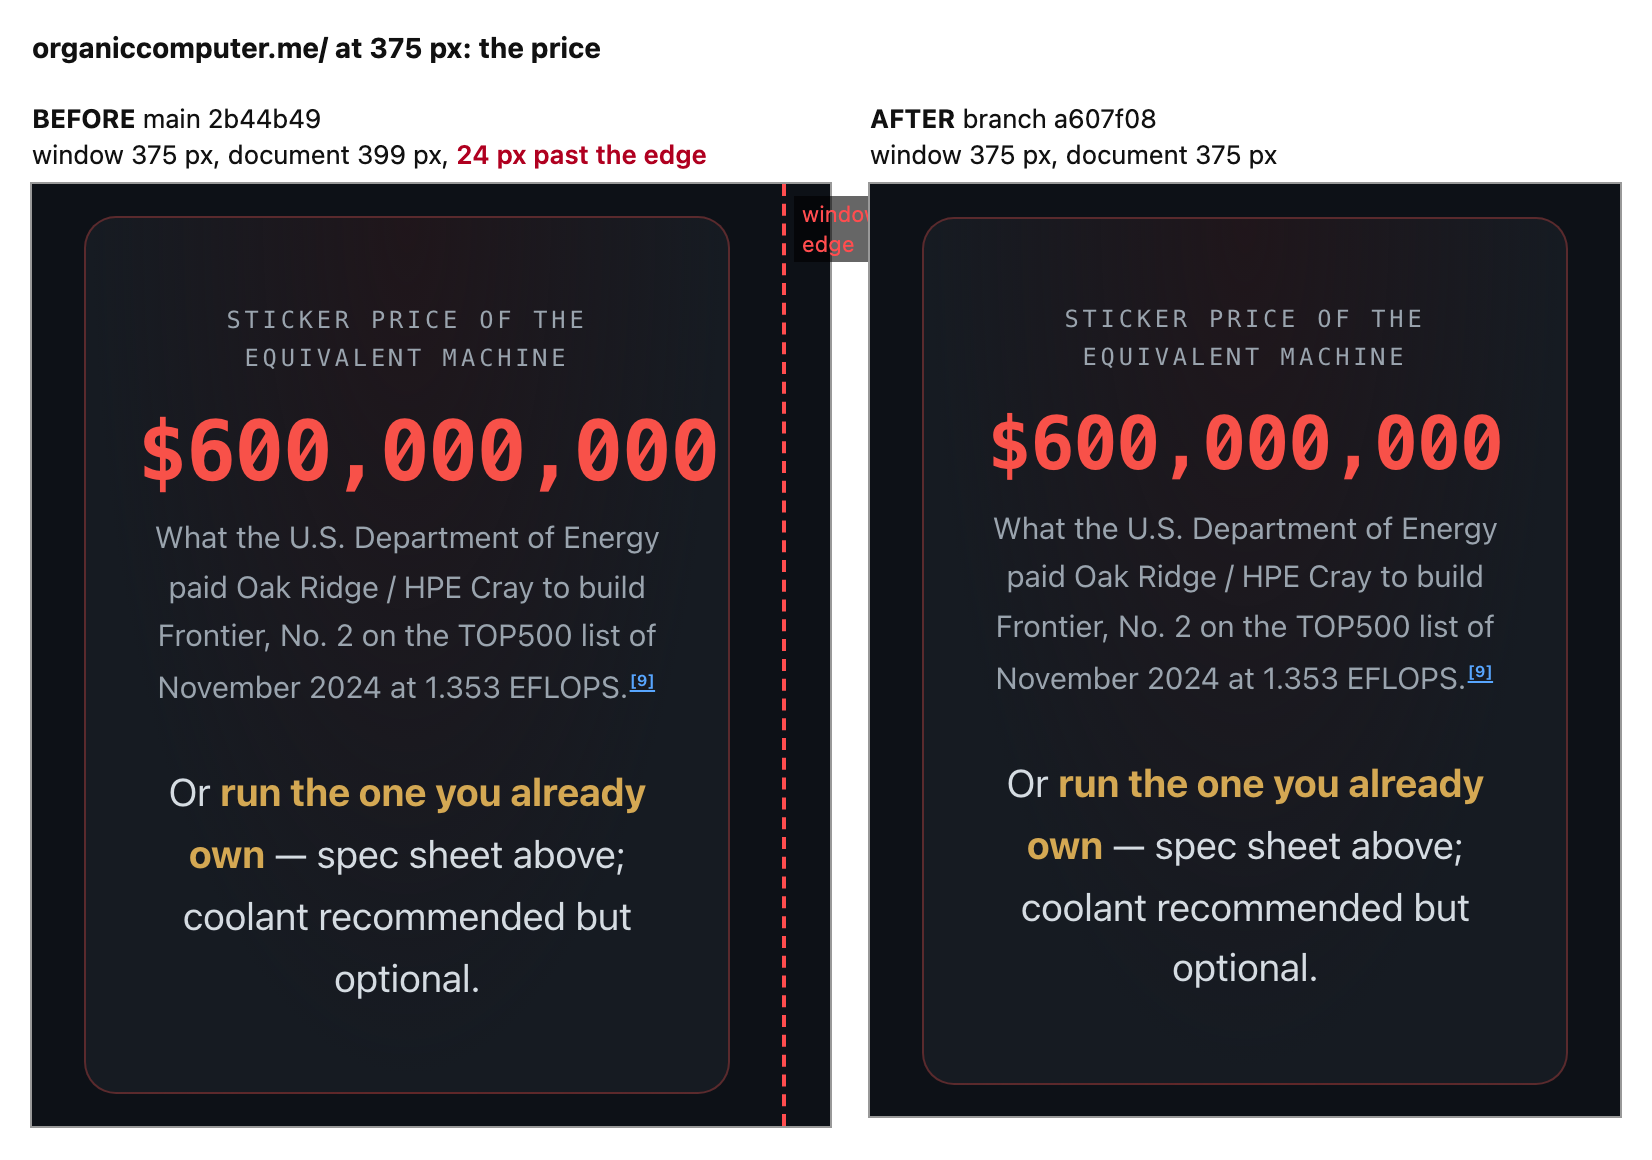 organiccomputer.me/ at 375 px: the price
BEFORE main 2b44b49
window 375 px, document 399 px, 24 px past the edge
window
edge
STICKER PRICE OF THE
EQUIVALENT MACHINE
$600,000,000
What the U.S. Department of Energy
paid Oak Ridge / HPE Cray to build
Frontier, No. 2 on the TOP500 list of
November 2024 at 1.353 EFLOPS.[9]
Or run the one you already
own — spec sheet above;
coolant recommended but
optional.
AFTER branch a607f08
window 375 px, document 375 px
STICKER PRICE OF THE
EQUIVALENT MACHINE
$600,000,000
What the U.S. Department of Energy
paid Oak Ridge / HPE Cray to build
Frontier, No. 2 on the TOP500 list of
November 2024 at 1.353 EFLOPS.[9]
Or run the one you already
own — spec sheet above;
coolant recommended but
optional.